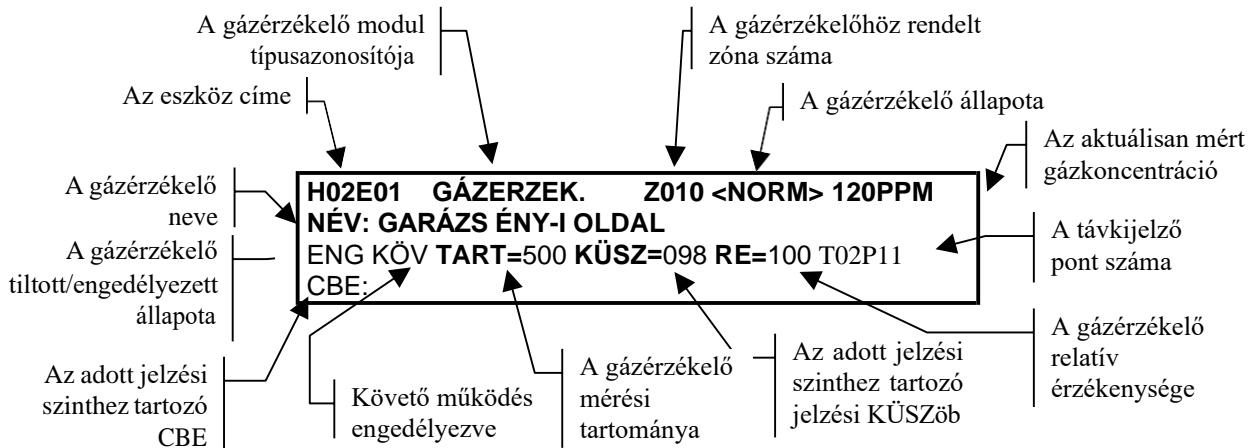 A gázérzékelő modul
típusazonosítója
A gázérzékelőhöz rendelt
zóna száma
Az eszköz címe
A gázérzékelő állapota
Az aktuálisan mért
gázkoncentráció
A gázérzékelő
neve
H02E01 GÁZERZEK. Z010 <NORM> 120PPM
NÉV: GARÁZS ÉNY-I OLDAL
ENG KÖV TART=500 KÜSZ=098 RE=100 T02P11
CBE:
A gázérzékelő
tiltott/engedélyezett
állapota
A távkijelző
pont száma
Az adott jelzési
szinthez tartozó
CBE
Követő működés
engedélyezve
A gázérzékelő
mérési
tartománya
Az adott jelzési
szinthez tartozó
jelzési KÜSZöb
A gázérzékelő
relatív
érzékenysége